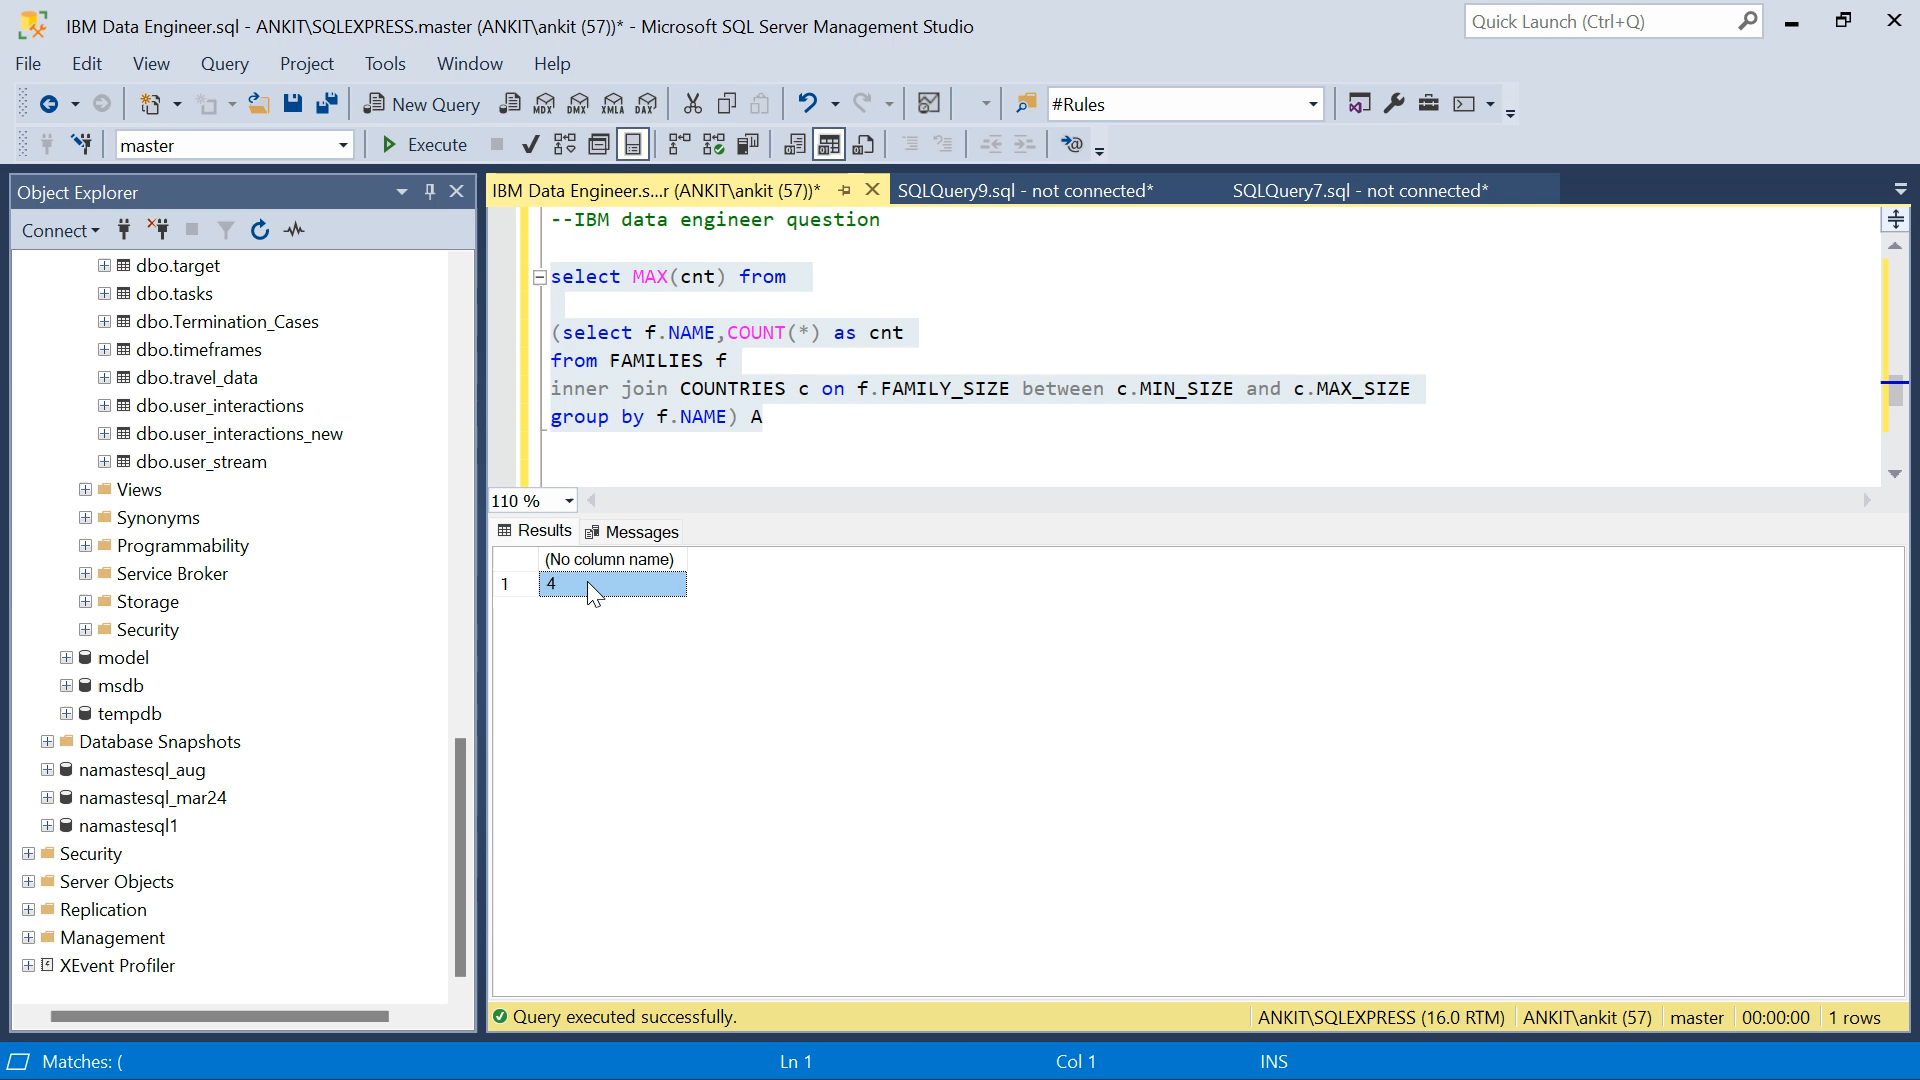 IBM Data Engineer.sql - ANKIT\SQLEXPRESS.master (ANKIT\ankit (57))* - Microsoft SQL Server Management Studio
Quick Launch (Ctrl+Q)
File Edit View Query Project Tools Window Help
New Query
MDX DMX XMLA DAX
#Rules
master
Execute
Object Explorer
Connect
dbo.target
dbo.tasks
dbo.Termination_Cases
dbo.timeframes
dbo.travel_data
dbo.user_interactions
dbo.user_interactions_new
dbo.user_stream
Views
Synonyms
Programmability
Service Broker
Storage
Security
model
msdb
tempdb
Database Snapshots
namastesql_aug
namastesql_mar24
namastesql1
Security
Server Objects
Replication
Management
XEvent Profiler
IBM Data Engineer.s...r (ANKIT\ankit (57))* SQLQuery9.sql - not connected* SQLQuery7.sql - not connected*
--IBM data engineer question
select MAX(cnt) from
(select f.NAME,COUNT(*) as cnt
from FAMILIES f
inner join COUNTRIES c on f.FAMILY_SIZE between c.MIN_SIZE and c.MAX_SIZE
group by f.NAME) A
110 %
Results Messages
(No column name)
1 4
Query executed successfully. ANKIT\SQLEXPRESS (16.0 RTM) ANKIT\ankit (57) master 00:00:00 1 rows
Matches: ( Ln 1 Col 1 INS